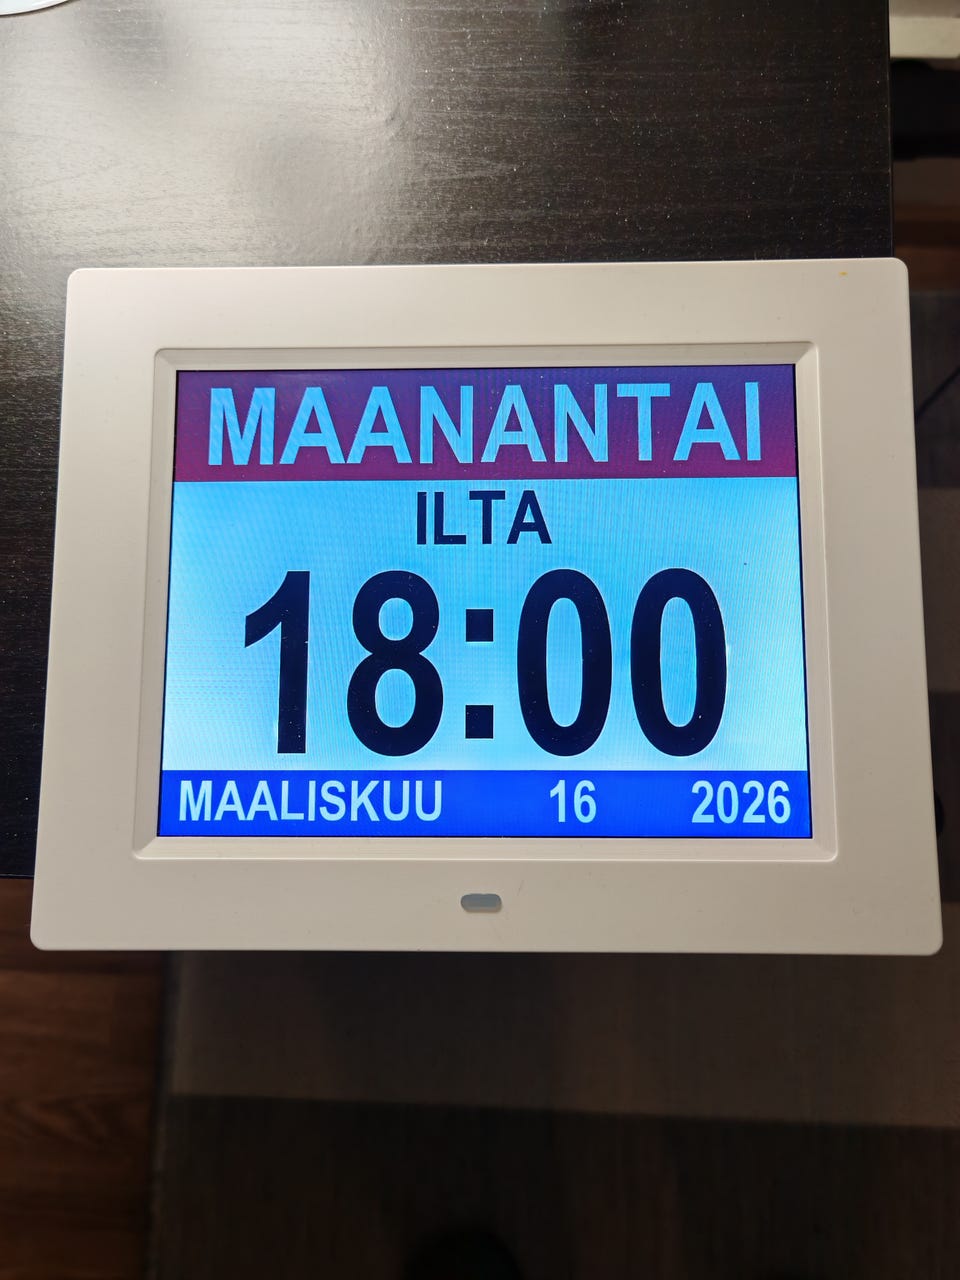 MAANANTAI
ILTA
18:00
MAALISKUU 16 2026